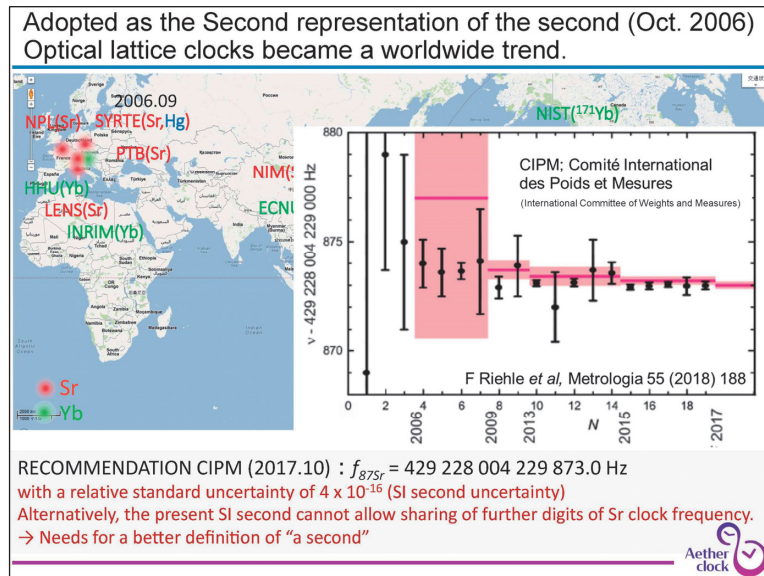 Adopted as the Second representation of the second (Oct. 2006)
Optical lattice clocks became a worldwide trend.
2006.09
NPL(Sr) SYRTE(Sr,Hg)
NIST(¹⁷¹Yb)
PTB(Sr)
NIM(S
HHU(Yb)
LENS(Sr)
ECNU
INRIM(Yb)
Sr
Yb
ν - 429 228 004 229 000 Hz
880
875
870
CIPM; Comité International
des Poids et Mesures
(International Committee of Weights and Measures)
F Riehle et al, Metrologia 55 (2018) 188
0 2 4 6 8 10 12 14 16 18 2017
2006 2009 2013 N 2015
RECOMMENDATION CIPM (2017.10) : f87Sr = 429 228 004 229 873.0 Hz
with a relative standard uncertainty of 4 x 10⁻¹⁶ (SI second uncertainty)
Alternatively, the present SI second cannot allow sharing of further digits of Sr clock frequency.
→ Needs for a better definition of “a second”
Aether
clock